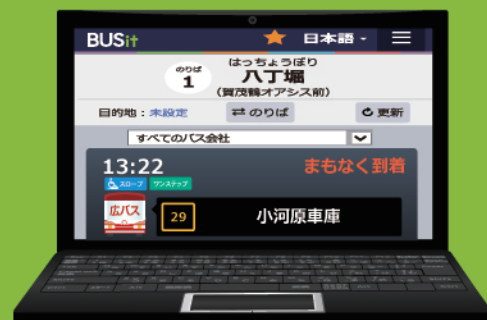 BUSit
日本語
のりば
1
はっちょうぼり
八丁堀
(賀茂鶴オアシス前)
目的地：未設定
⇄ のりば
更新
すべてのバス会社
13:22
まもなく到着
スロープ
ワンステップ
広バス
29
小河原車庫